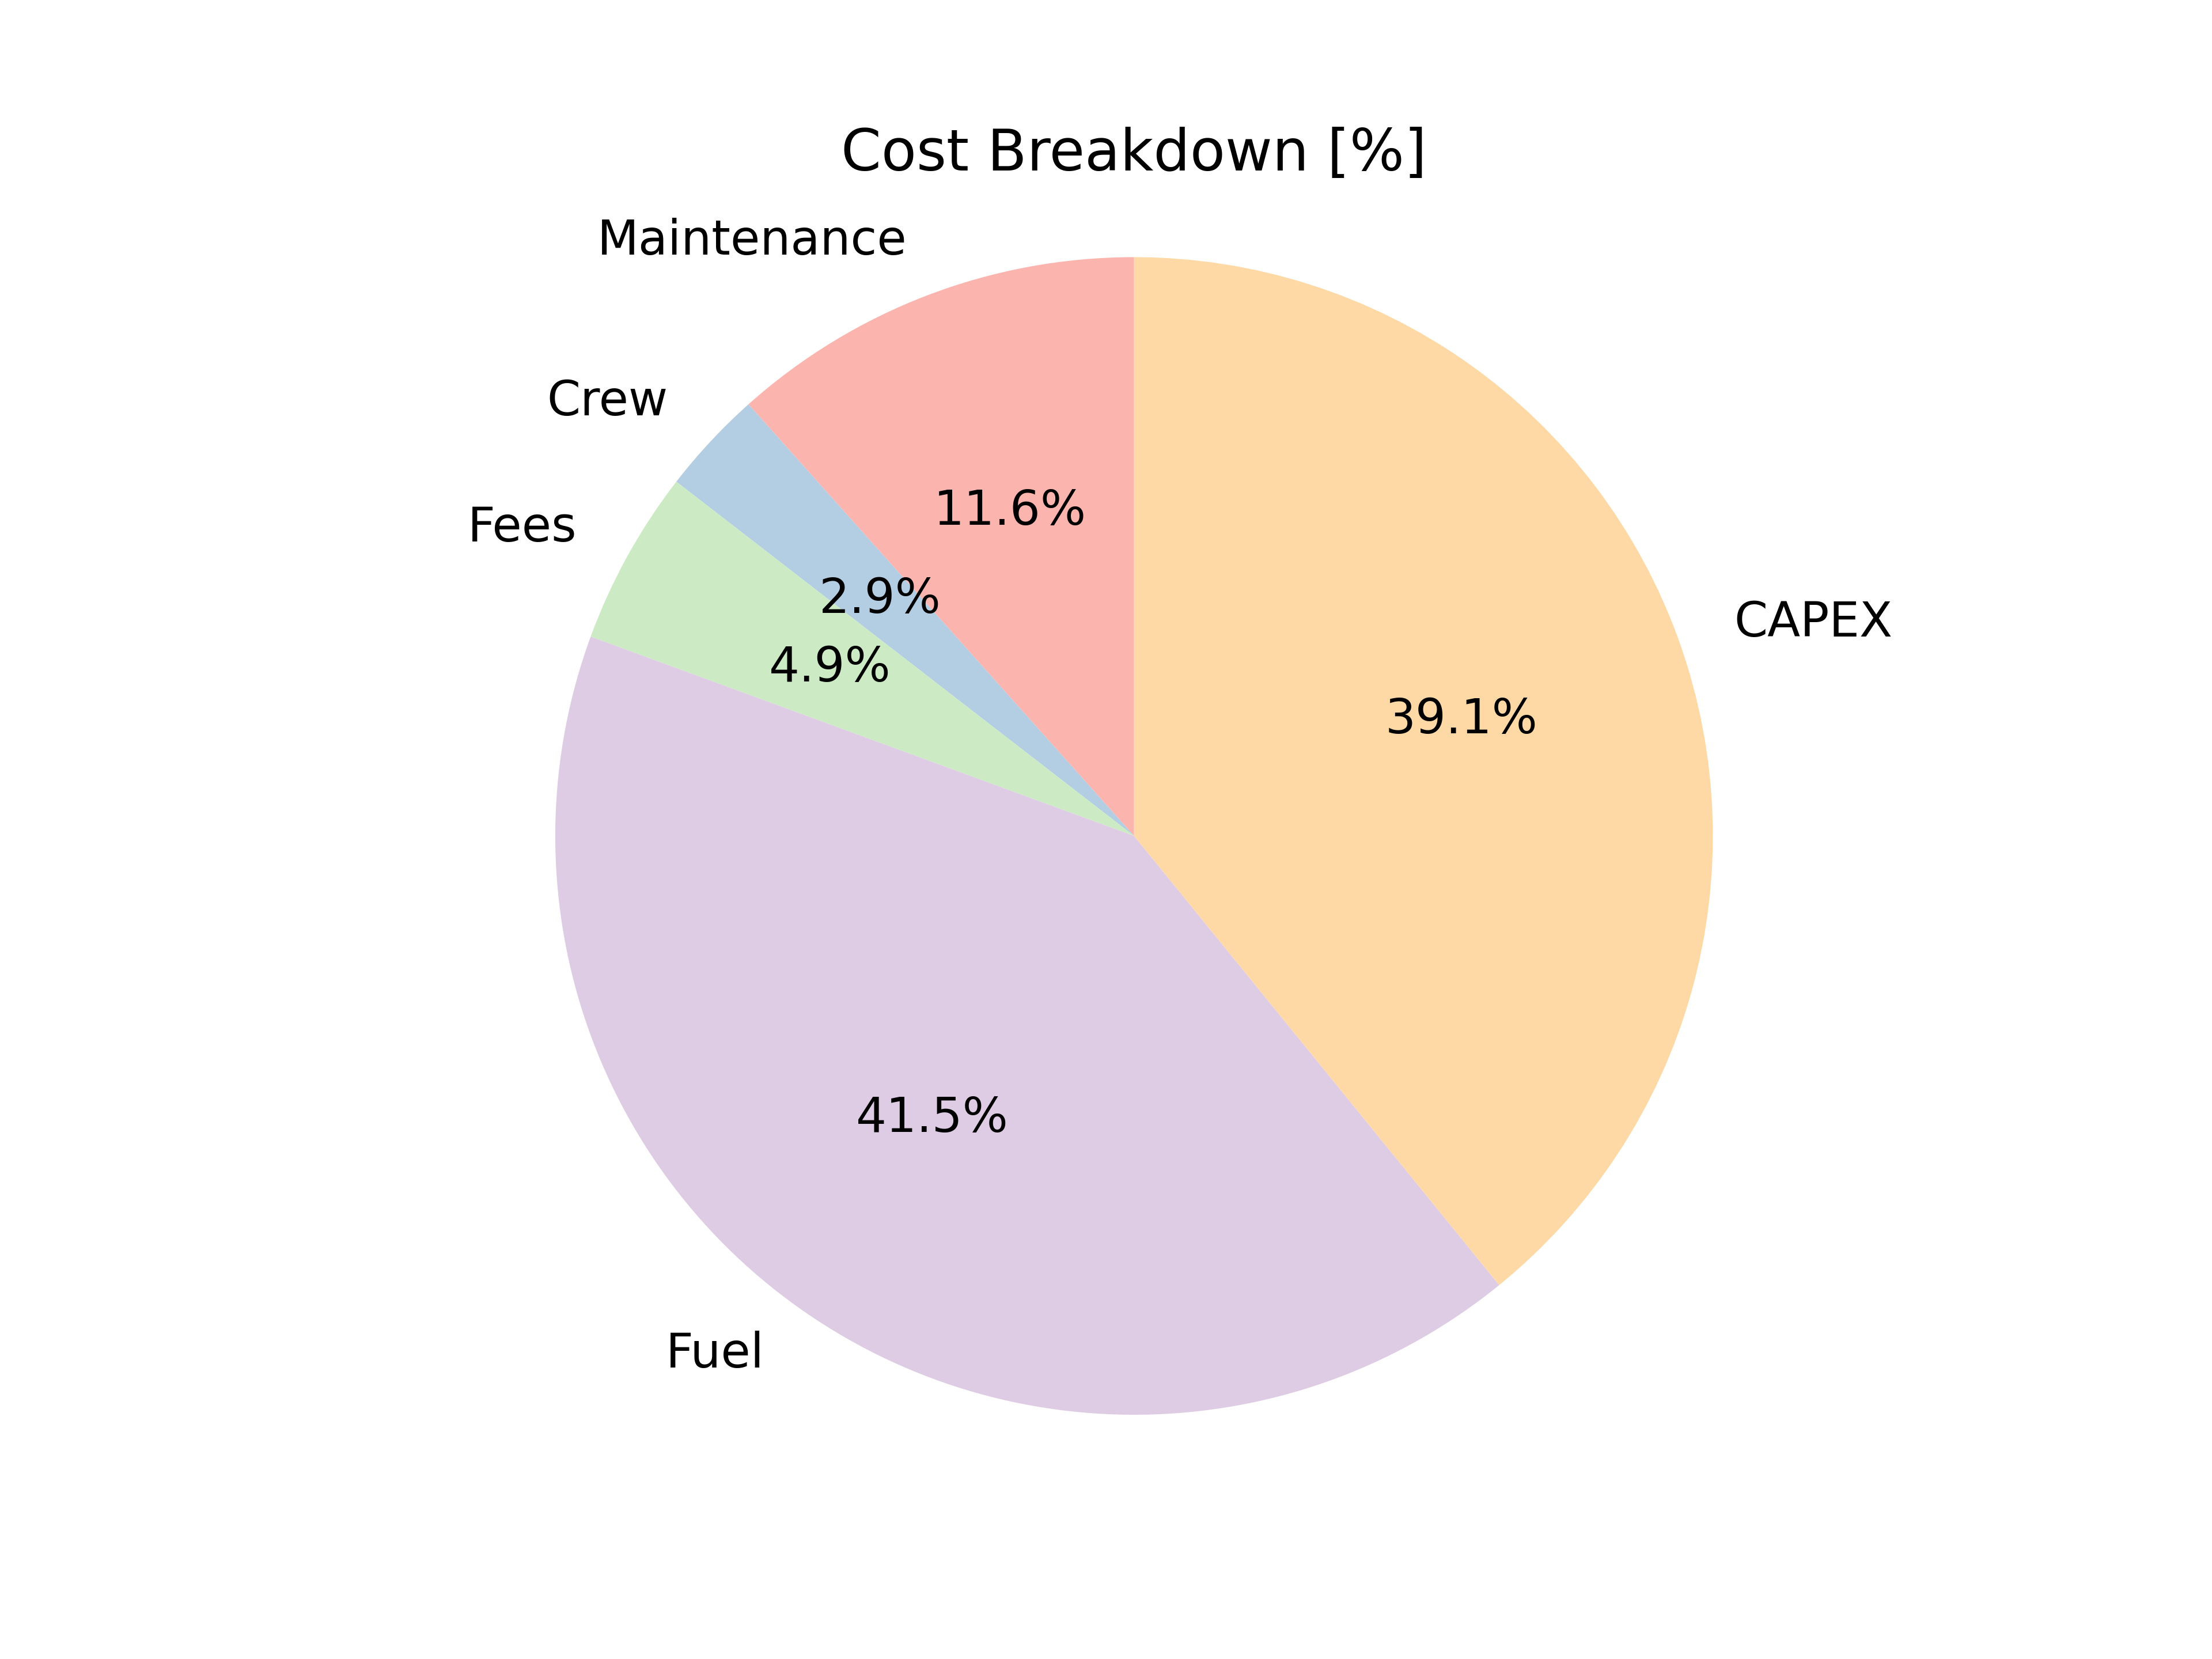 Cost Breakdown [%]
Maintenance
Crew
Fees
11.6%
2.9%
CAPEX
4.9%
39.1%
41.5%
Fuel